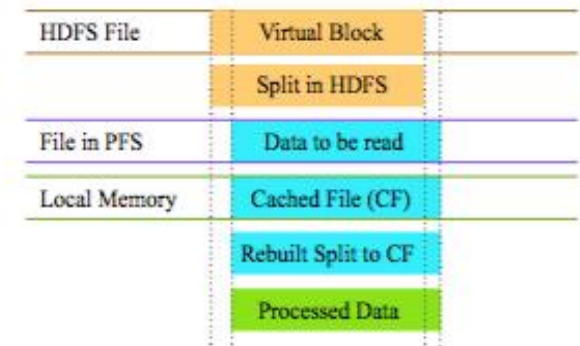 HDFS File Virtual Block
Split in HDFS
File in PFS Data to be read
Local Memory Cached File (CF)
Rebuilt Split to CF
Processed Data